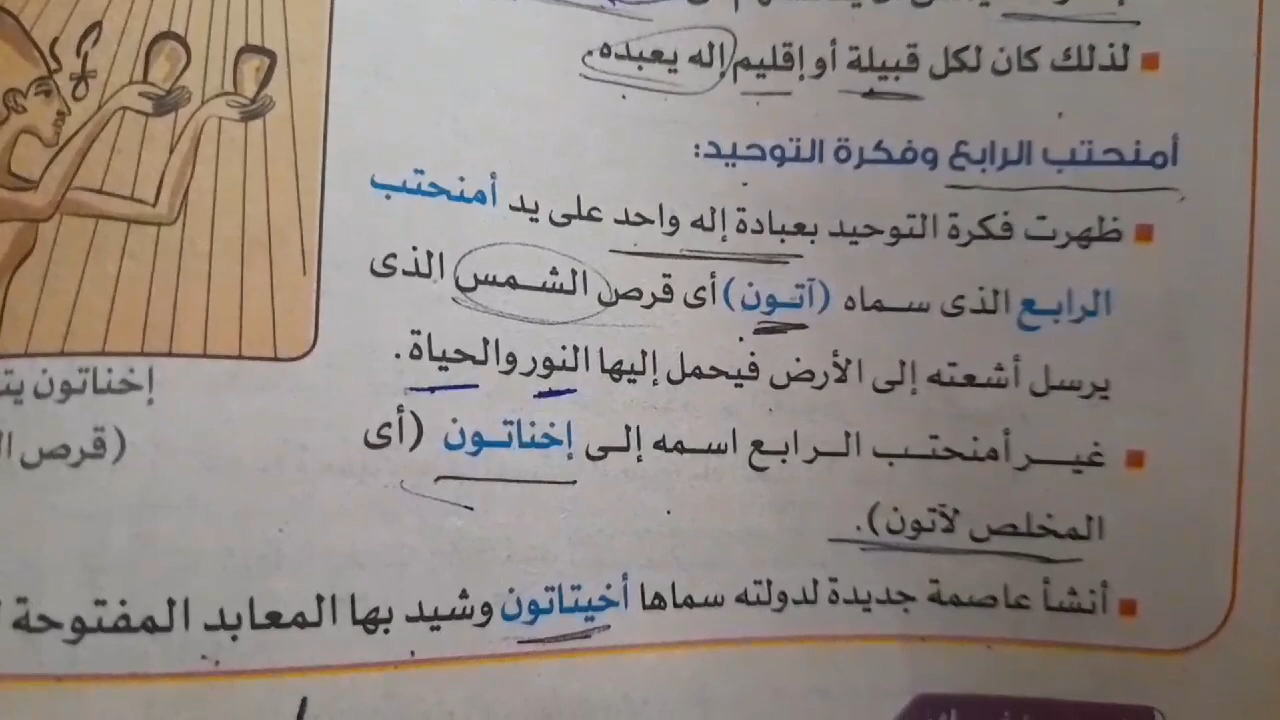 لذلك كان لكل قبيلة أو إقليم إله يعبده.
أمنحتب الرابع وفكرة التوحيد:
ظهرت فكرة التوحيد بعبادة إله واحد على يد أمنحتب
الرابع الذى سماه (آتون) أى قرص الشمس الذى
يرسل أشعته إلى الأرض فيحمل إليها النور والحياة.
غير أمنحتب الرابع اسمه إلى إخناتون (أى
المخلص لآتون).
أنشأ عاصمة جديدة لدولته سماها أخيتاتون وشيد بها المعابد المفتوحة
إخناتون
(قرص